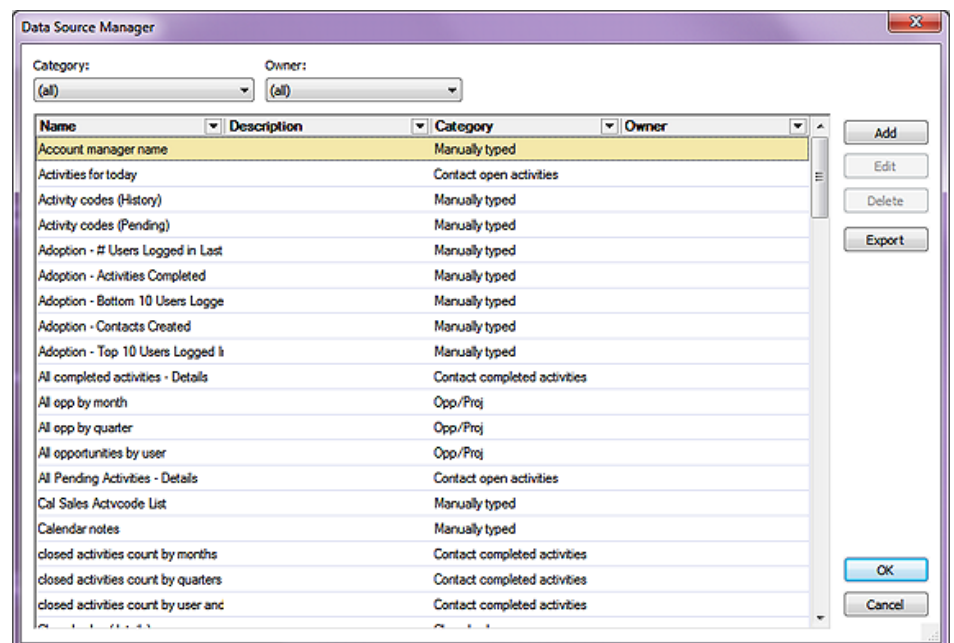 Data Source Manager
Category: Owner:
(all) (all)
Name Description Category Owner
Account manager name Manually typed
Activities for today Contact open activities
Activity codes (History) Manually typed
Activity codes (Pending) Manually typed
Adoption - # Users Logged in Last Manually typed
Adoption - Activities Completed Manually typed
Adoption - Bottom 10 Users Logge Manually typed
Adoption - Contacts Created Manually typed
Adoption - Top 10 Users Logged Manually typed
All completed activities - Details Contact completed activities
All opp by month Opp/Proj
All opp by quarter Opp/Proj
All opportunities by user Opp/Proj
All Pending Activities - Details Contact open activities
Cal Sales Actvcode List Manually typed
Calendar notes Manually typed
closed activities count by months Contact completed activities
closed activities count by quarters Contact completed activities
closed activities count by user and Contact completed activities
Add
Edit
Delete
Export
OK
Cancel